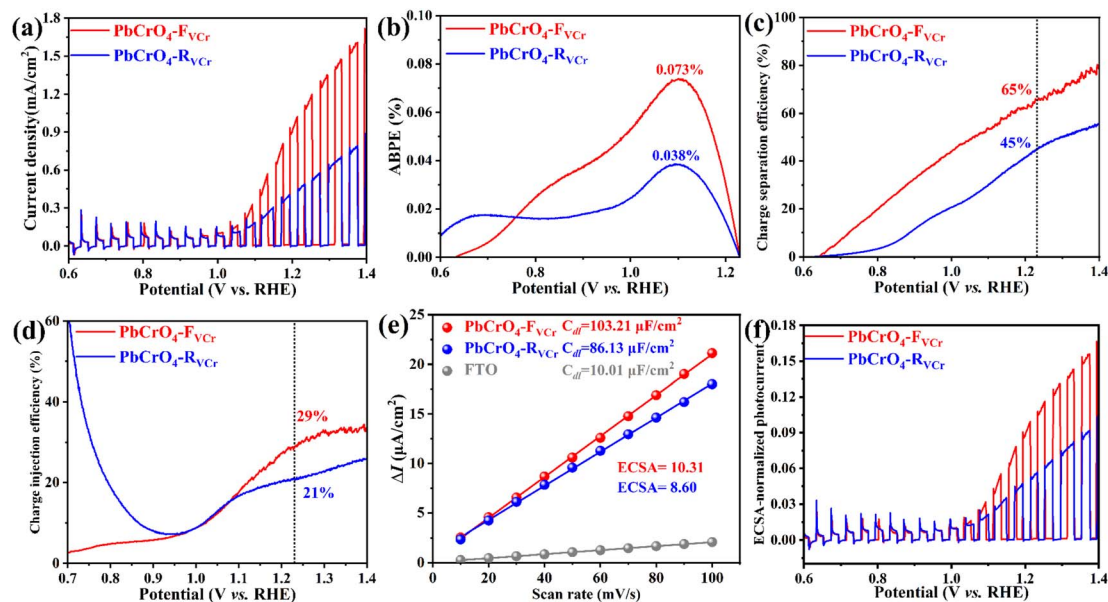 (a)
PbCrO4-FVCr
PbCrO4-RVCr
Current density(mA/cm2)
1.8
1.5
1.2
0.9
0.6
0.3
0.0
0.6 0.8 1.0 1.2 1.4
Potential (V vs. RHE)
(b)
PbCrO4-FVCr
PbCrO4-RVCr
0.073%
0.038%
ABPE (%)
0.10
0.08
0.06
0.04
0.02
0.00
0.6 0.8 1.0 1.2
Potential (V vs. RHE)
(c)
PbCrO4-FVCr
PbCrO4-RVCr
65%
45%
Charge separation efficiency (%)
100
80
60
40
20
0
0.6 0.8 1.0 1.2 1.4
Potential (V vs. RHE)
(d)
PbCrO4-FVCr
PbCrO4-RVCr
29%
21%
Charge injection efficiency (%)
60
40
20
0
0.7 0.8 0.9 1.0 1.1 1.2 1.3 1.4
Potential (V vs. RHE)
(e)
PbCrO4-FVCr Cdl=103.21 µF/cm2
PbCrO4-RVCr Cdl=86.13 µF/cm2
FTO Cdl=10.01 µF/cm2
ECSA= 10.31
ECSA= 8.60
ΔI (µA/cm2)
25
20
15
10
5
0
0 20 40 60 80 100
Scan rate (mV/s)
(f)
PbCrO4-FVCr
PbCrO4-RVCr
ECSA-normalized photocurrent
0.18
0.15
0.12
0.09
0.06
0.03
0.00
0.6 0.8 1.0 1.2 1.4
Potential (V vs. RHE)